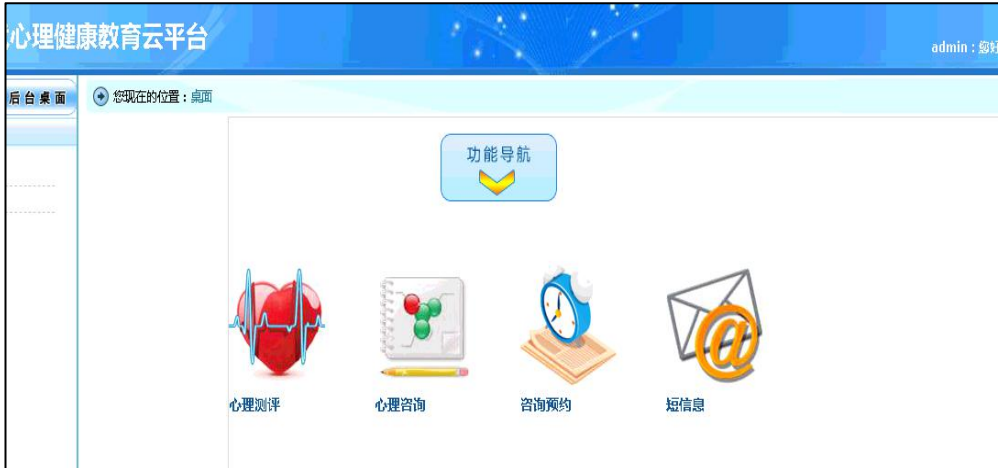 心理健康教育云平台
admin：您好
后台桌面
您现在的位置：桌面
功能导航
心理测评
心理咨询
咨询预约
短信息